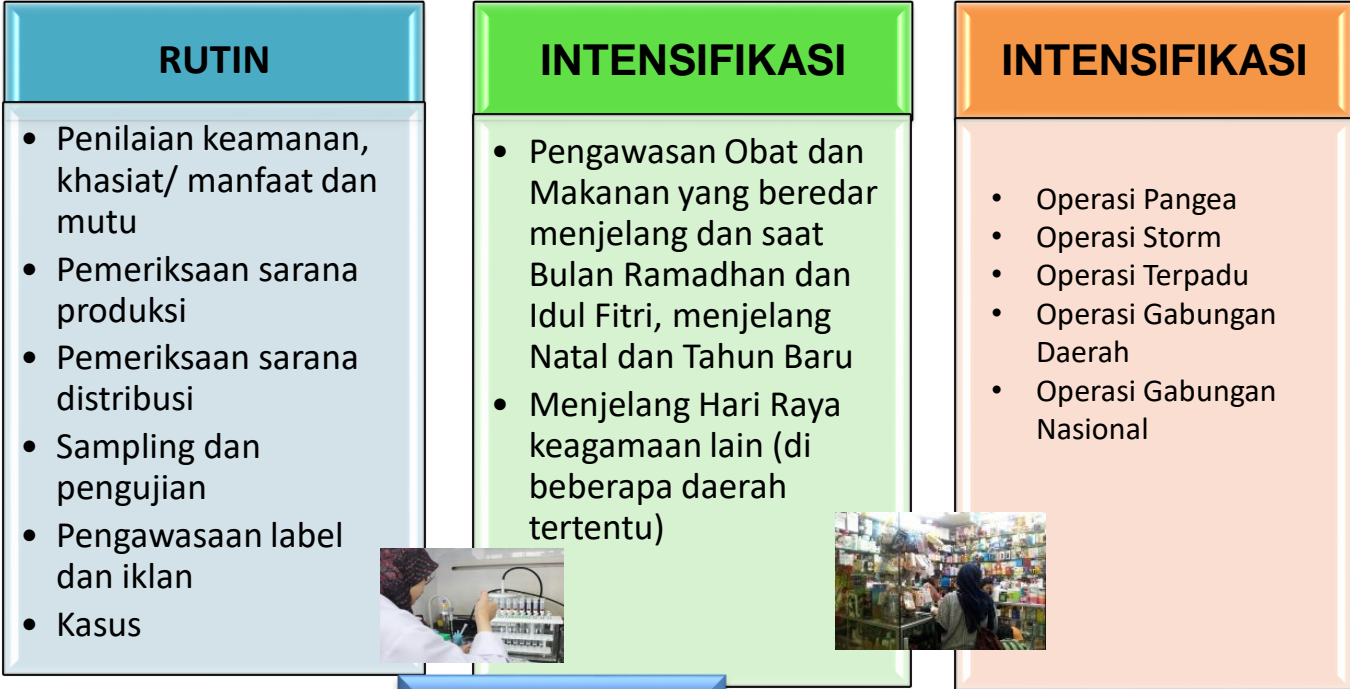 RUTIN
• Penilaian keamanan,
khasiat/ manfaat dan
mutu
• Pemeriksaan sarana
produksi
• Pemeriksaan sarana
distribusi
• Sampling dan
pengujian
• Pengawasaan label
dan iklan
• Kasus
INTENSIFIKASI
• Pengawasan Obat dan
Makanan yang beredar
menjelang dan saat
Bulan Ramadhan dan
Idul Fitri, menjelang
Natal dan Tahun Baru
• Menjelang Hari Raya
keagamaan lain (di
beberapa daerah
tertentu)
INTENSIFIKASI
• Operasi Pangea
• Operasi Storm
• Operasi Terpadu
• Operasi Gabungan
Daerah
• Operasi Gabungan
Nasional